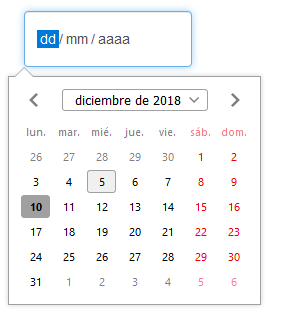 dd / mm / aaaa
diciembre de 2018
lun. mar. mié. jue. vie. sáb. dom.
26 27 28 29 30 1 2
3 4 5 6 7 8 9
10 11 12 13 14 15 16
17 18 19 20 21 22 23
24 25 26 27 28 29 30
31 1 2 3 4 5 6